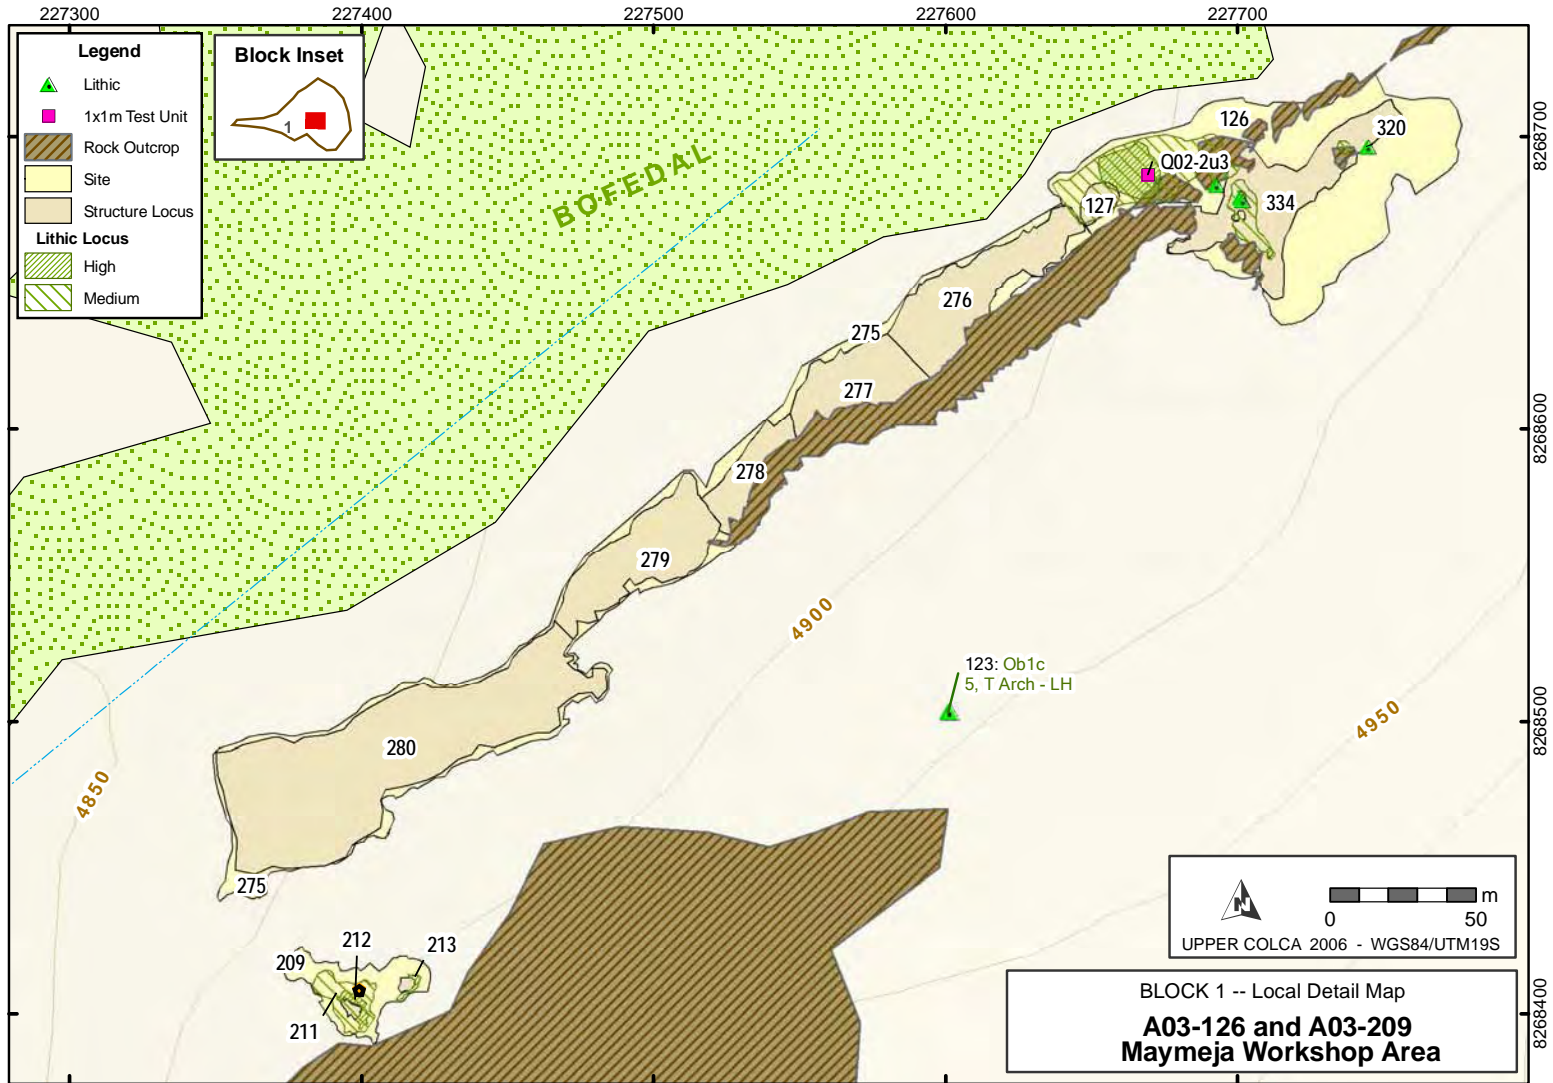 227300
227400
227500
227600
227700
Legend
Lithic
1x1m Test Unit
Rock Outcrop
Site
Structure Locus
Lithic Locus
High
Medium
Block Inset
1
BOFEDAL
126
320
Q02-2u3
127
334
276
275
277
278
279
280
275
4900
4950
4850
123: Ob1c
5, T Arch - LH
212
213
209
211
8268700
8268600
8268500
8268400
N
m
0
50
UPPER COLCA 2006 - WGS84/UTM19S
BLOCK 1 -- Local Detail Map
A03-126 and A03-209
Maymeja Workshop Area